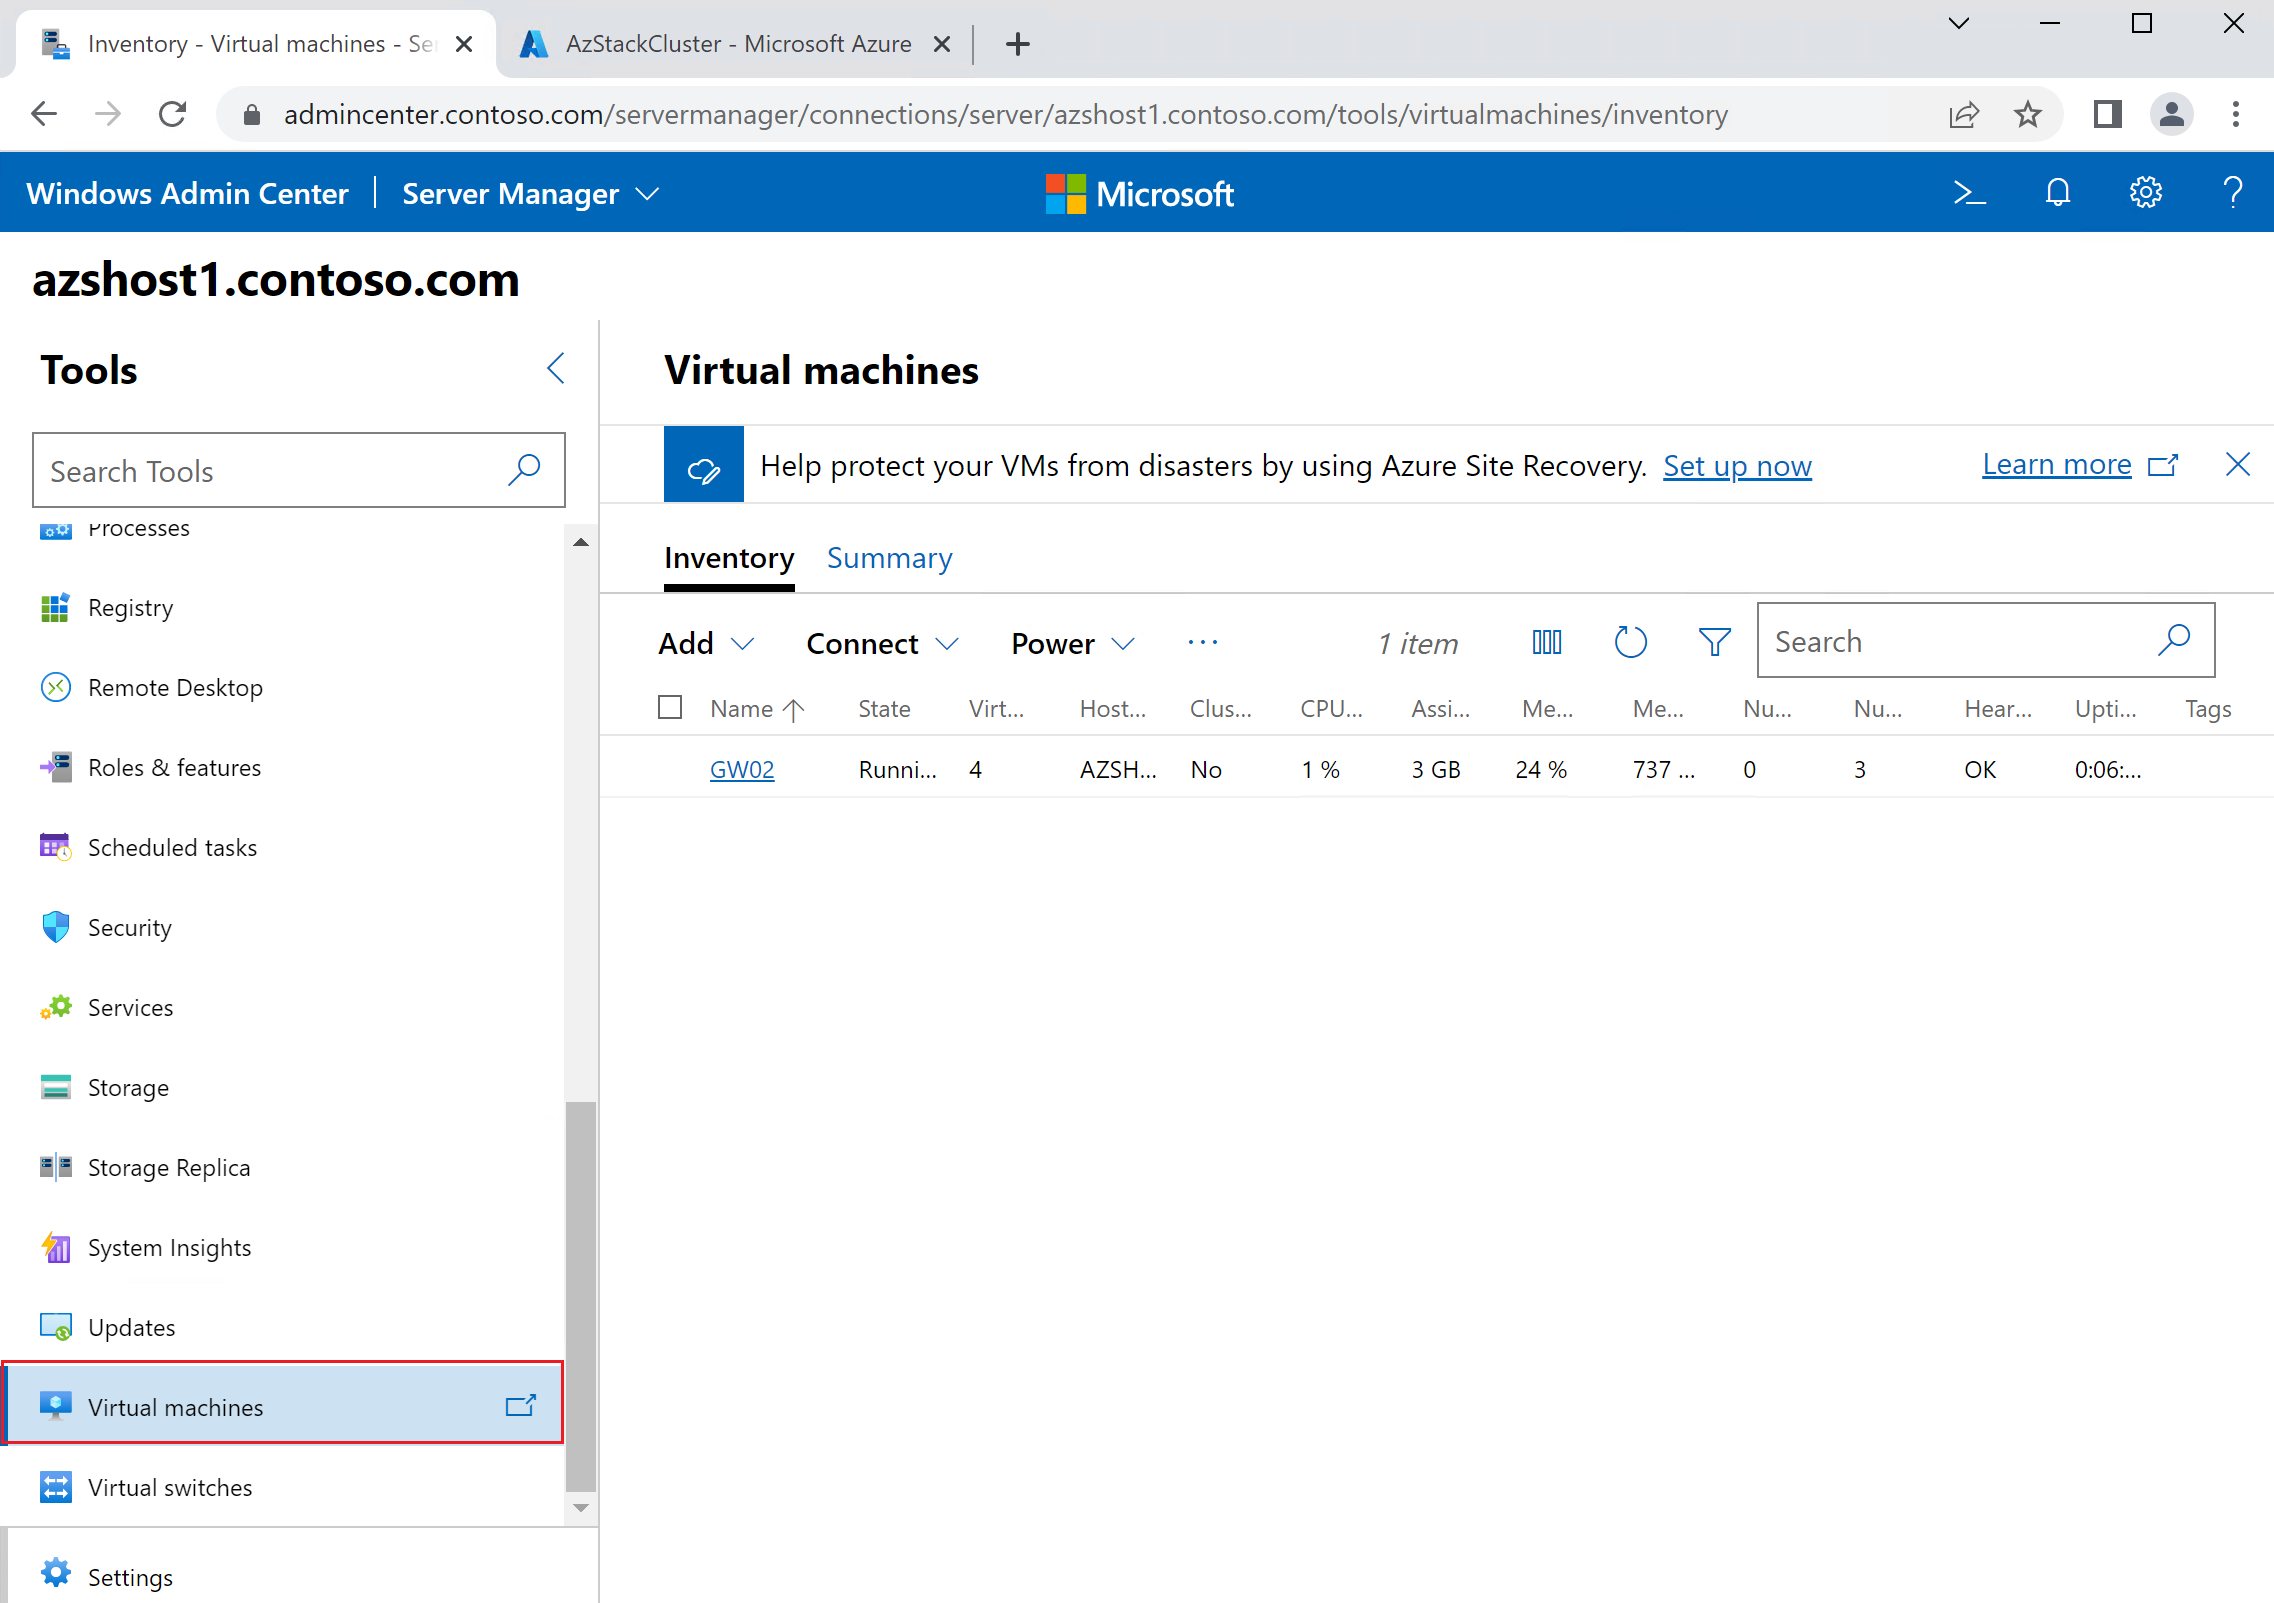 Inventory - Virtual machines - Se
AzStackCluster - Microsoft Azure
admincenter.contoso.com/servermanager/connections/server/azshost1.contoso.com/tools/virtualmachines/inventory
Windows Admin Center | Server Manager
Microsoft
azshost1.contoso.com
Tools
Search Tools
Processes
Registry
Remote Desktop
Roles & features
Scheduled tasks
Security
Services
Storage
Storage Replica
System Insights
Updates
Virtual machines
Virtual switches
Settings
Virtual machines
Help protect your VMs from disasters by using Azure Site Recovery. Set up now Learn more
Inventory Summary
Add Connect Power ... 1 item Search
Name State Virt... Host... Clus... CPU... Assi... Me... Me... Nu... Nu... Hear... Upti... Tags
GW02 Runni... 4 AZSH... No 1 % 3 GB 24 % 737 ... 0 3 OK 0:06:...